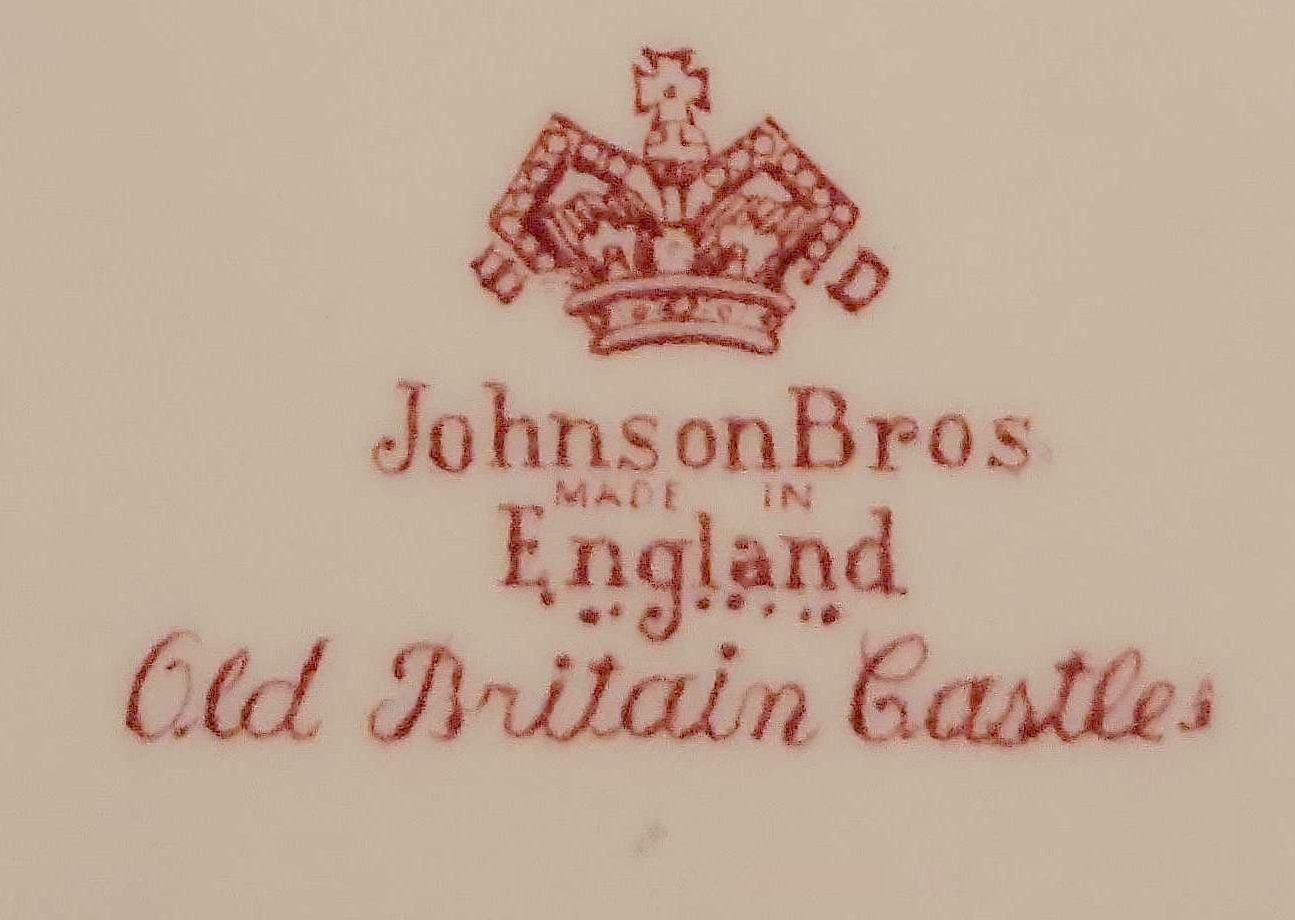 B D
JohnsonBros
MADE IN
England
Old Britain Castles